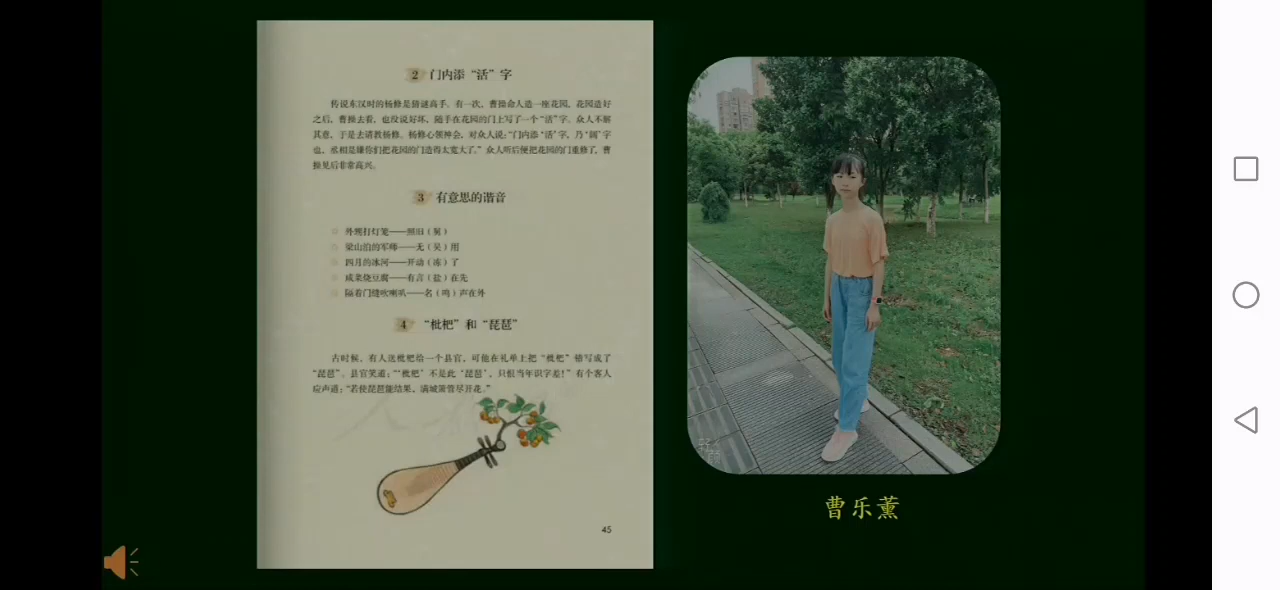 2 门内添“活”字
传说东汉时的杨修是猜谜高手。有一次，曹操命人造一座花园，花园造好
之后，曹操去看，也没说好坏，随手在花园的门上写了一个“活”字。众人不解
其意，于是去请教杨修。杨修心领神会，对众人说：“门内添‘活’字，乃‘阔’字
也，丞相是嫌你们把花园的门造得太宽大了。”众人听后便把花园的门重修了，曹
操见后非常高兴。
3 有意思的谐音
外甥打灯笼——照旧（舅）
梁山泊的军师——无（吴）用
四月的冰河——开动（冻）了
咸菜烧豆腐——有言（盐）在先
隔着门缝吹喇叭——名（鸣）声在外
4 “枇杷”和“琵琶”
古时候，有人送枇杷给一个县官，可他在礼单上把“枇杷”错写成了
“琵琶”。县官笑道：“‘枇杷’不是此‘琵琶’，只恨当年识字差！”有个客人
应声道：“若使琵琶能结果，满城箫管尽开花。”
45
曹乐薰